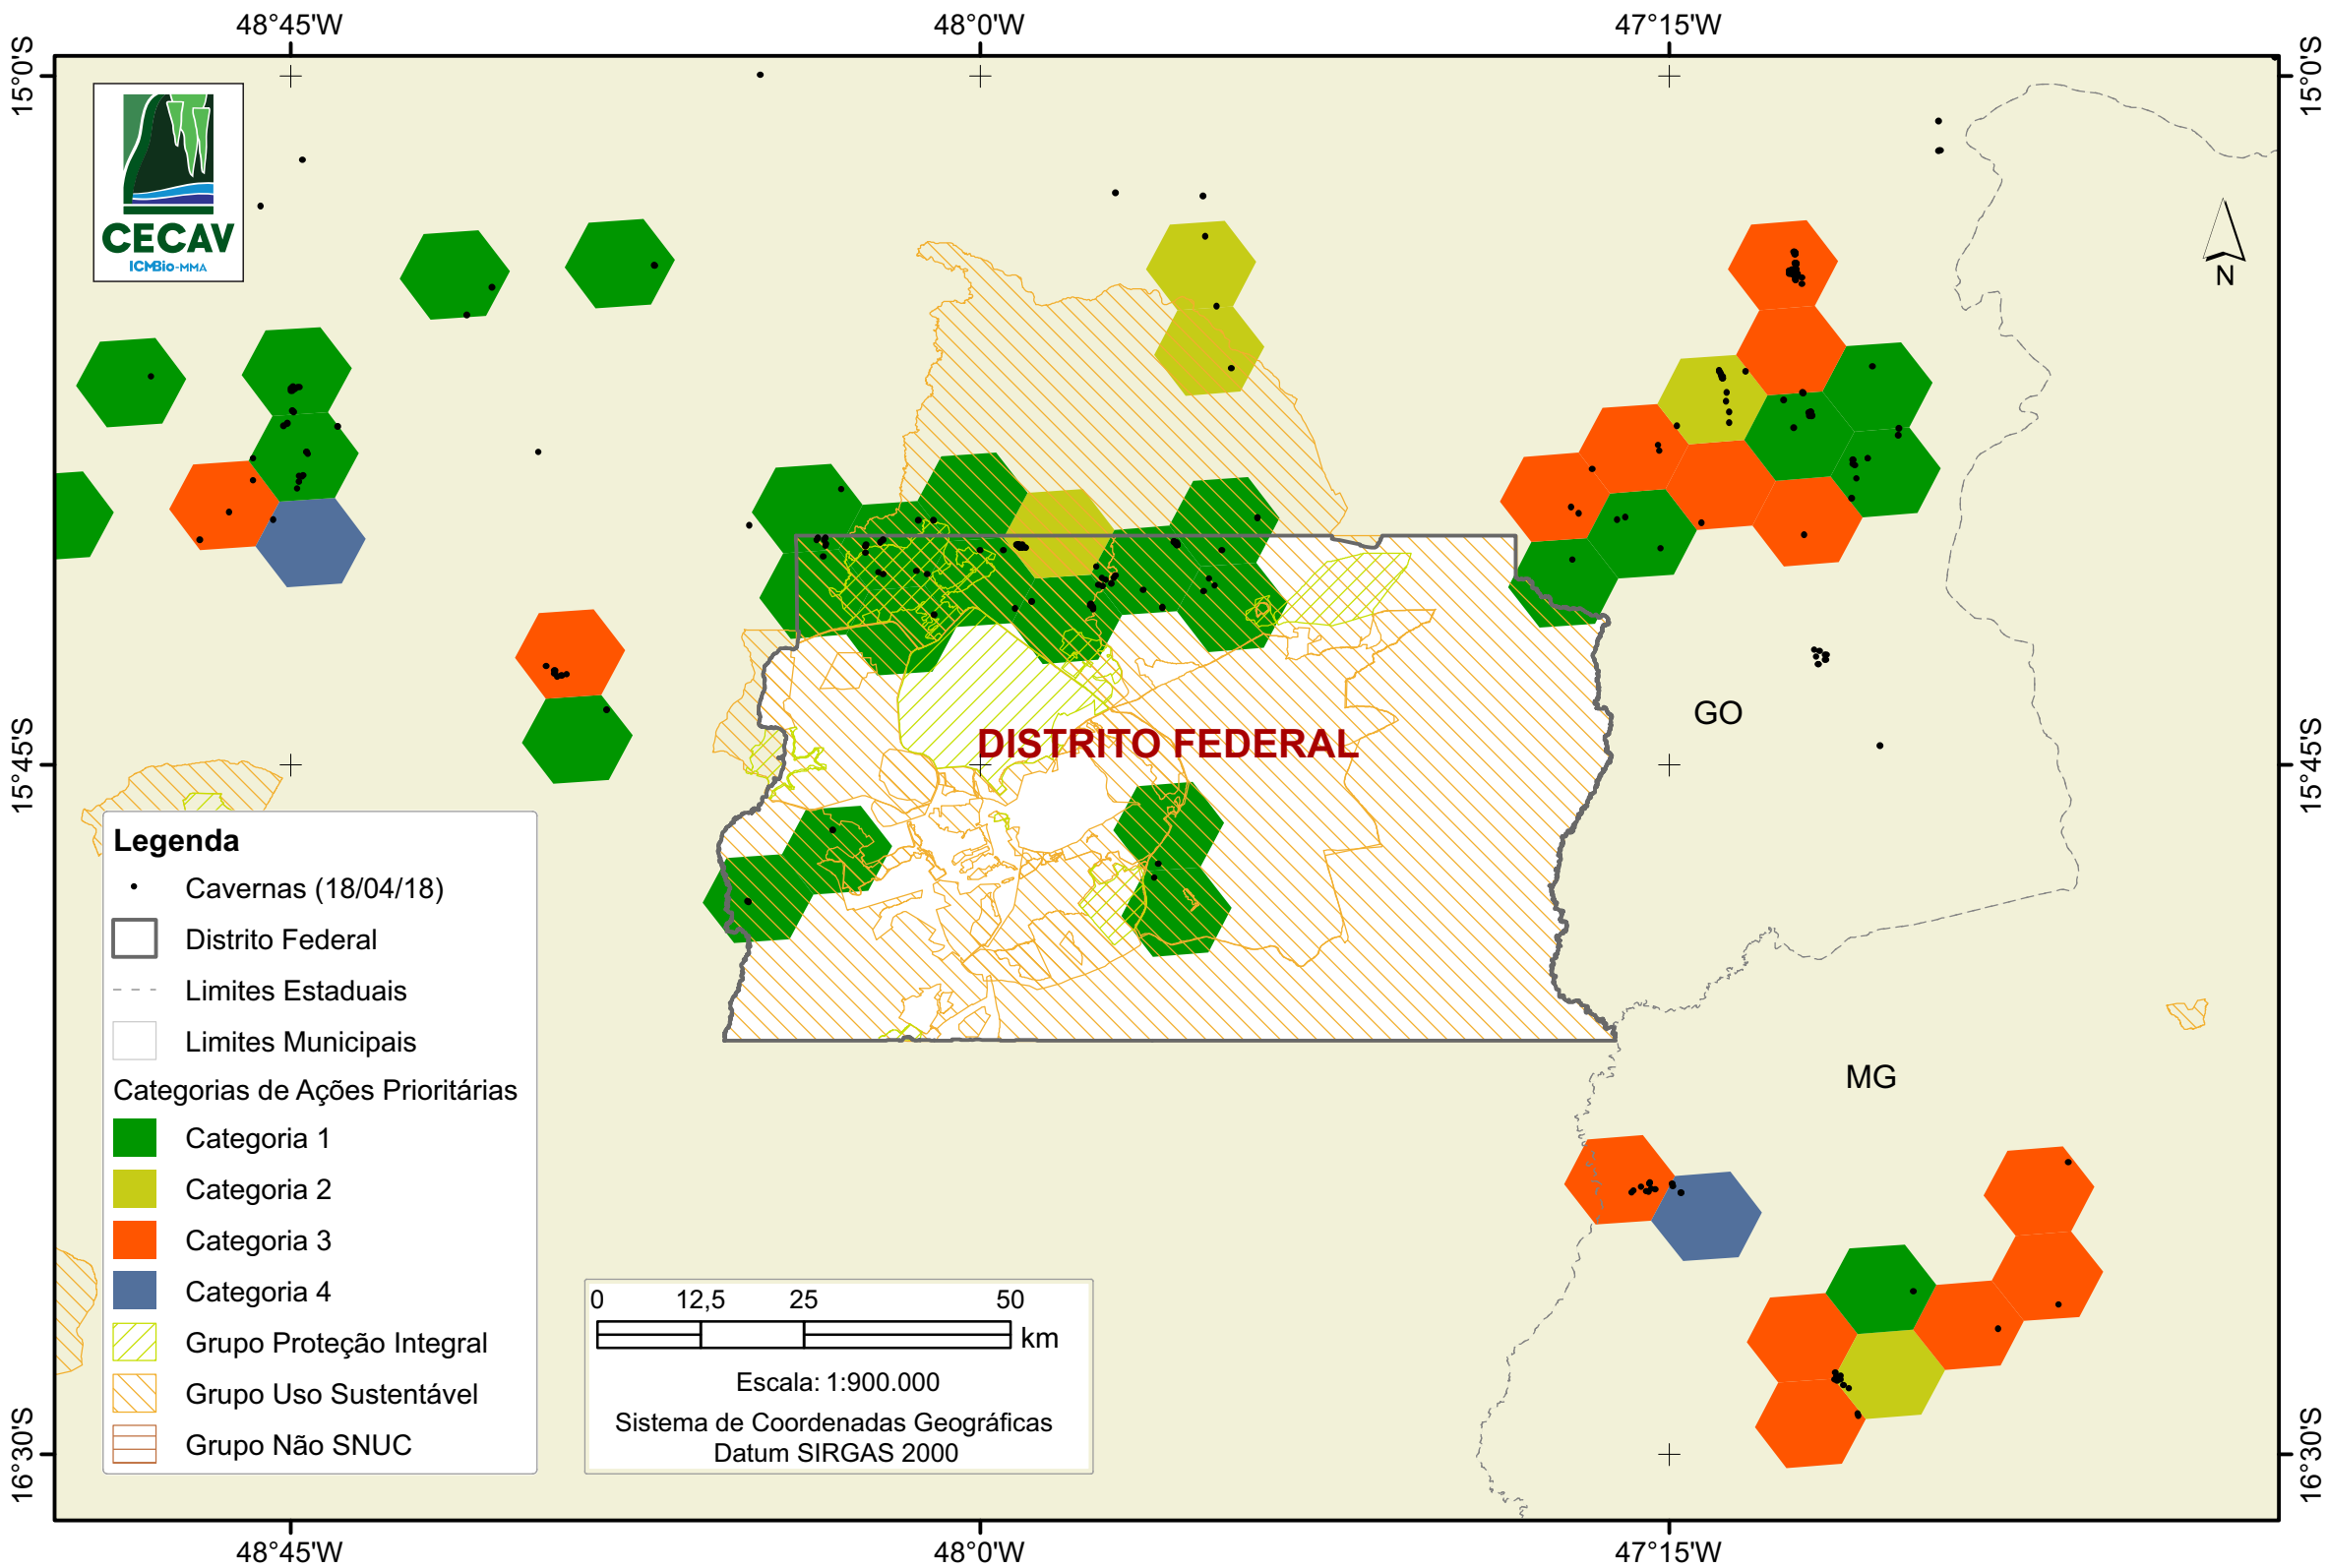 48°45'W
48°0'W
47°15'W
15°0'S
15°0'S
CECAV
ICMBio-MMA
N
GO
DISTRITO FEDERAL
15°45'S
15°45'S
MG
Legenda
Cavernas (18/04/18)
Distrito Federal
Limites Estaduais
Limites Municipais
Categorias de Ações Prioritárias
Categoria 1
Categoria 2
Categoria 3
Categoria 4
Grupo Proteção Integral
Grupo Uso Sustentável
Grupo Não SNUC
0 12,5 25 50
km
Escala: 1:900.000
Sistema de Coordenadas Geográficas
Datum SIRGAS 2000
16°30'S
16°30'S
48°45'W
48°0'W
47°15'W